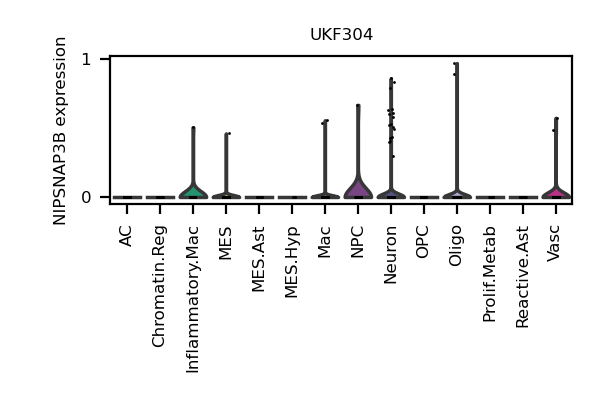 UKF304
NIPSNAP3B expression
1
0
AC
Chromatin.Reg
Inflammatory.Mac
MES
MES.Ast
MES.Hyp
Mac
NPC
Neuron
OPC
Oligo
Prolif.Metab
Reactive.Ast
Vasc